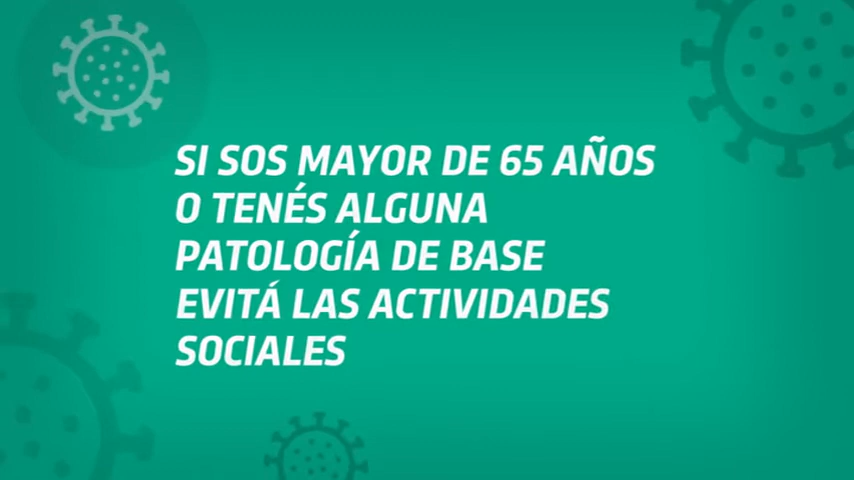 SI SOS MAYOR DE 65 AÑOS
O TENÉS ALGUNA
PATOLOGÍA DE BASE
EVITÁ LAS ACTIVIDADES
SOCIALES